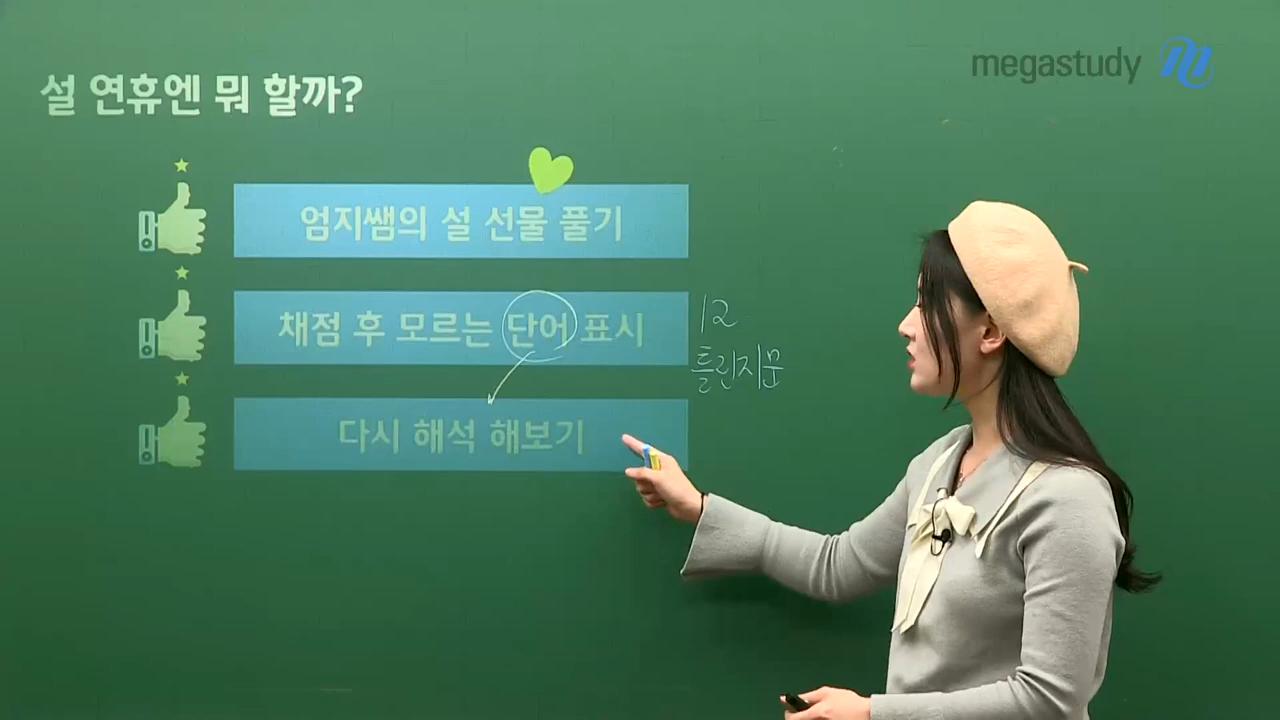 megastudy
설 연휴엔 뭐 할까?
엄지쌤의 설 선물 풀기
채점 후 모르는 단어 표시
12
틀린지문
다시 해석 해보기